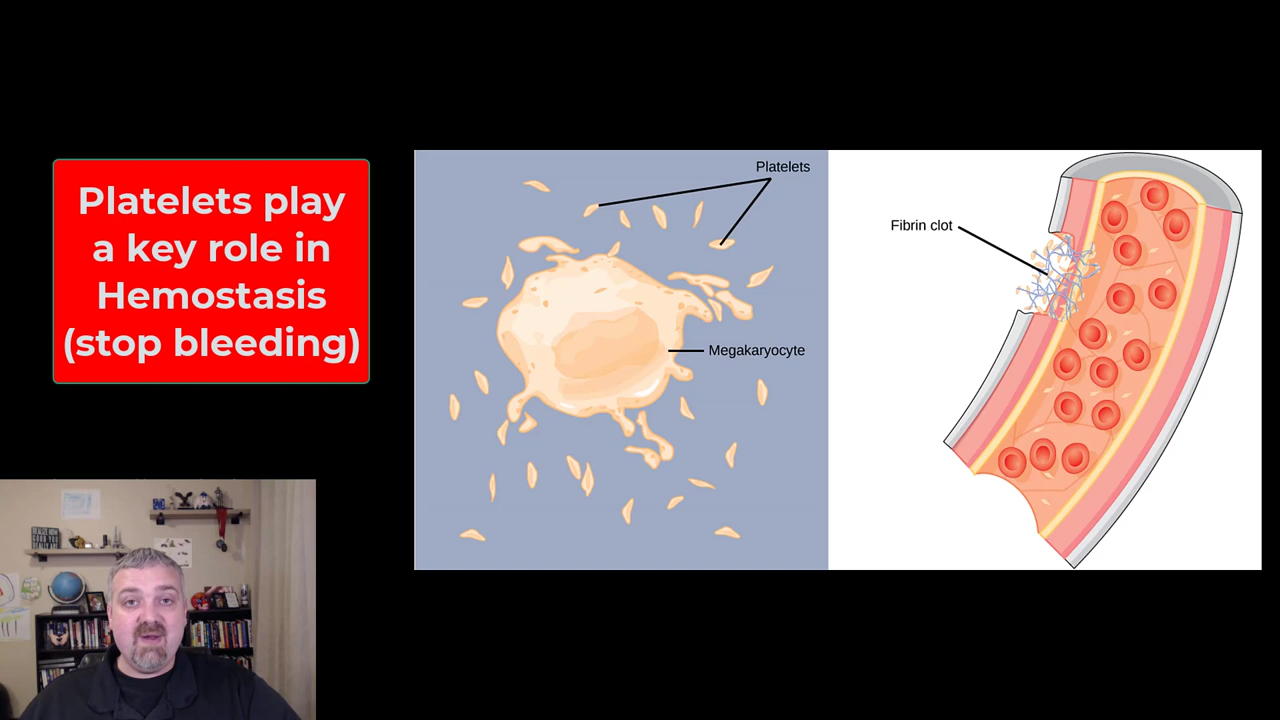 Platelets play
a key role in
Hemostasis
(stop bleeding)
Platelets
Megakaryocyte
Fibrin clot